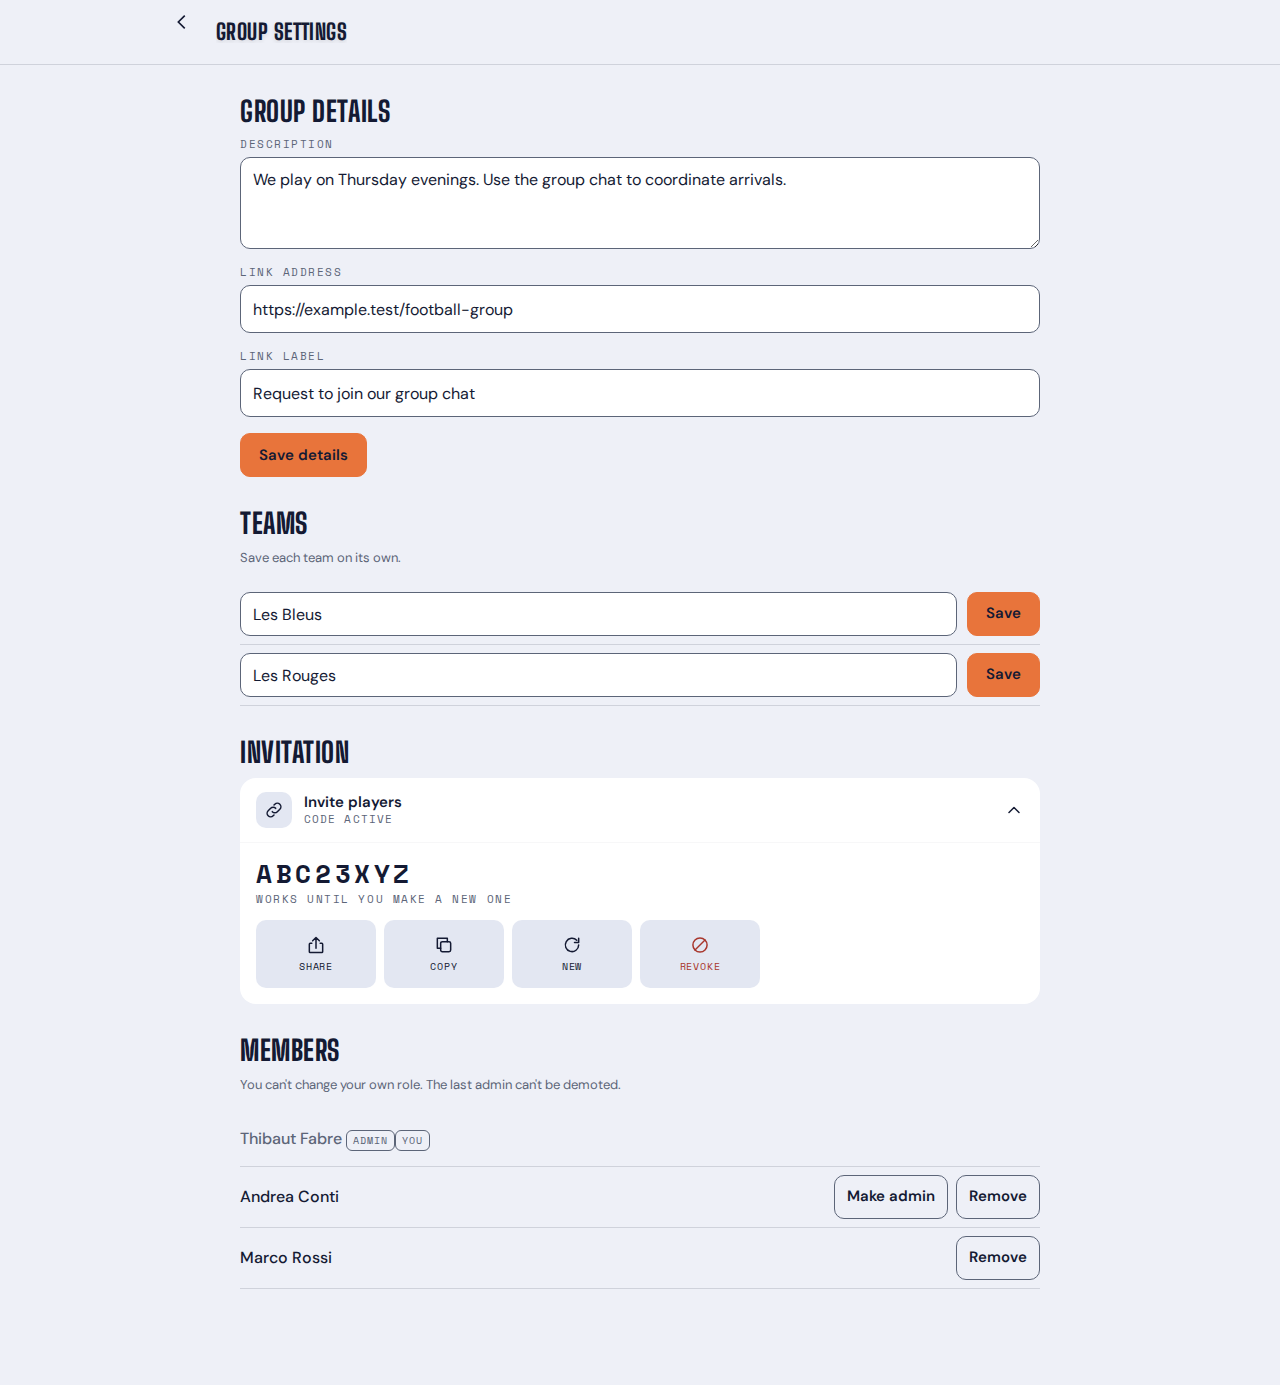 GROUP SETTINGS
GROUP DETAILS
DESCRIPTION
We play on Thursday evenings. Use the group chat to coordinate arrivals.
LINK ADDRESS
https://example.test/football-group
LINK LABEL
Request to join our group chat
Save details
TEAMS
Save each team on its own.
Les Bleus Save
Les Rouges Save
INVITATION
Invite players
CODE ACTIVE
ABC23XYZ
WORKS UNTIL YOU MAKE A NEW ONE
SHARE COPY NEW REVOKE
MEMBERS
You can't change your own role. The last admin can't be demoted.
Thibaut Fabre ADMIN YOU
Andrea Conti Make admin Remove
Marco Rossi Remove